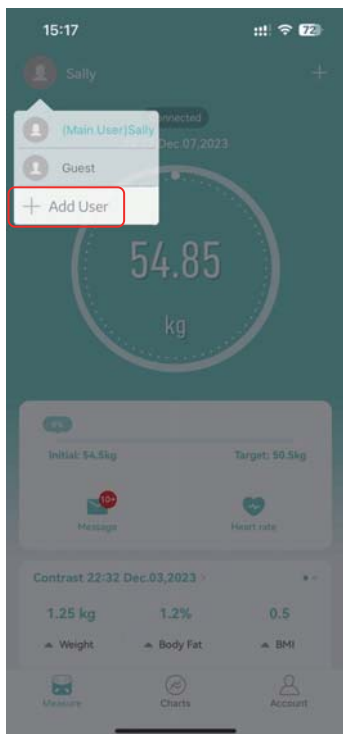 15:17
72
Sally
(Main User)Sally
Dec.07,2023
Guest
+ Add User
54.85
kg
Initial: 54.5kg Target: 50.5kg
10+
Message Heart rate
Contrast 22:32 Dec.03,2023 >
1.25 kg 1.2% 0.5
Weight Body Fat BMI
Measure Charts Account